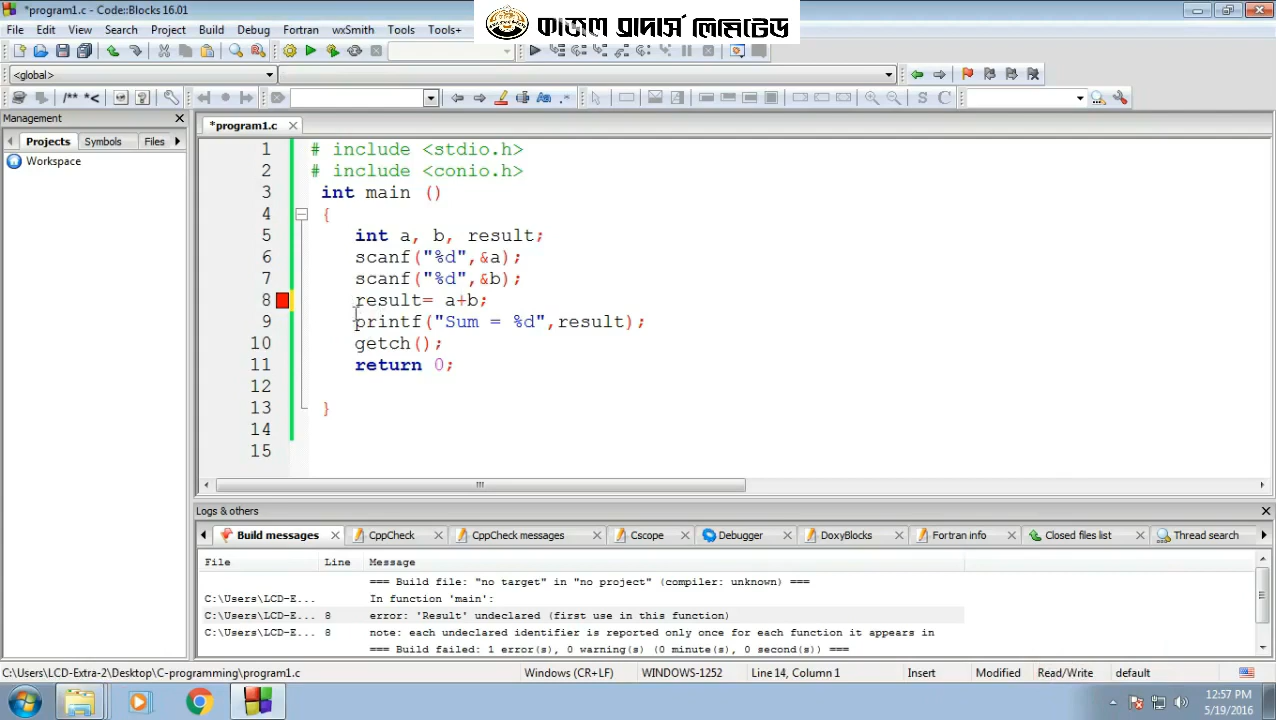 *program1.c - Code::Blocks 16.01
কাজল ব্রাদার্স লিমিটেড
File Edit View Search Project Build Debug Fortran wxSmith Tools Tools+
<global>
/** *<
S C
Management
*program1.c
Projects Symbols Files
Workspace
1 # include <stdio.h>
2 # include <conio.h>
3 int main ()
4 {
5 int a, b, result;
6 scanf("%d",&a);
7 scanf("%d",&b);
8 result= a+b;
9 printf("Sum = %d",result);
10 getch();
11 return 0;
12
13 }
14
15
Logs & others
Build messages CppCheck CppCheck messages Cscope Debugger DoxyBlocks Fortran info Closed files list Thread search
File Line Message
=== Build file: "no target" in "no project" (compiler: unknown) ===
C:\Users\LCD-E... In function 'main':
C:\Users\LCD-E... 8 error: 'Result' undeclared (first use in this function)
C:\Users\LCD-E... 8 note: each undeclared identifier is reported only once for each function it appears in
=== Build failed: 1 error(s), 0 warning(s) (0 minute(s), 0 second(s)) ===
C:\Users\LCD-Extra-2\Desktop\C-programming\program1.c Windows (CR+LF) WINDOWS-1252 Line 14, Column 1 Insert Modified Read/Write default
12:57 PM
5/19/2016